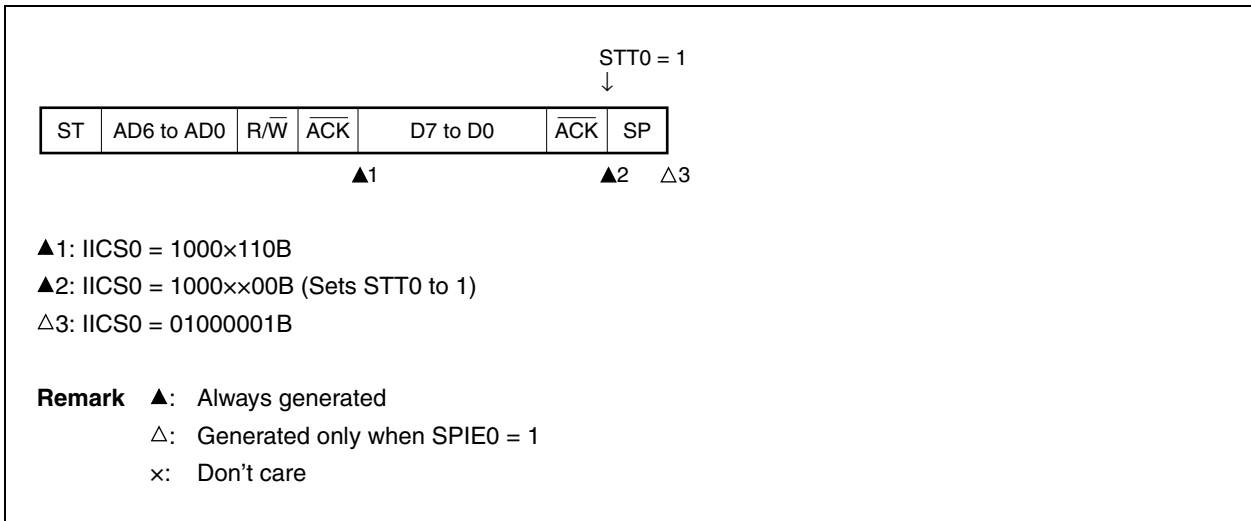 STT0 = 1
↓
ST AD6 to AD0 R/W̅ A̅C̅K̅ D7 to D0 A̅C̅K̅ SP
▲1 ▲2 △3
▲1: IICS0 = 1000×110B
▲2: IICS0 = 1000××00B (Sets STT0 to 1)
△3: IICS0 = 01000001B
Remark ▲: Always generated
△: Generated only when SPIE0 = 1
×: Don't care